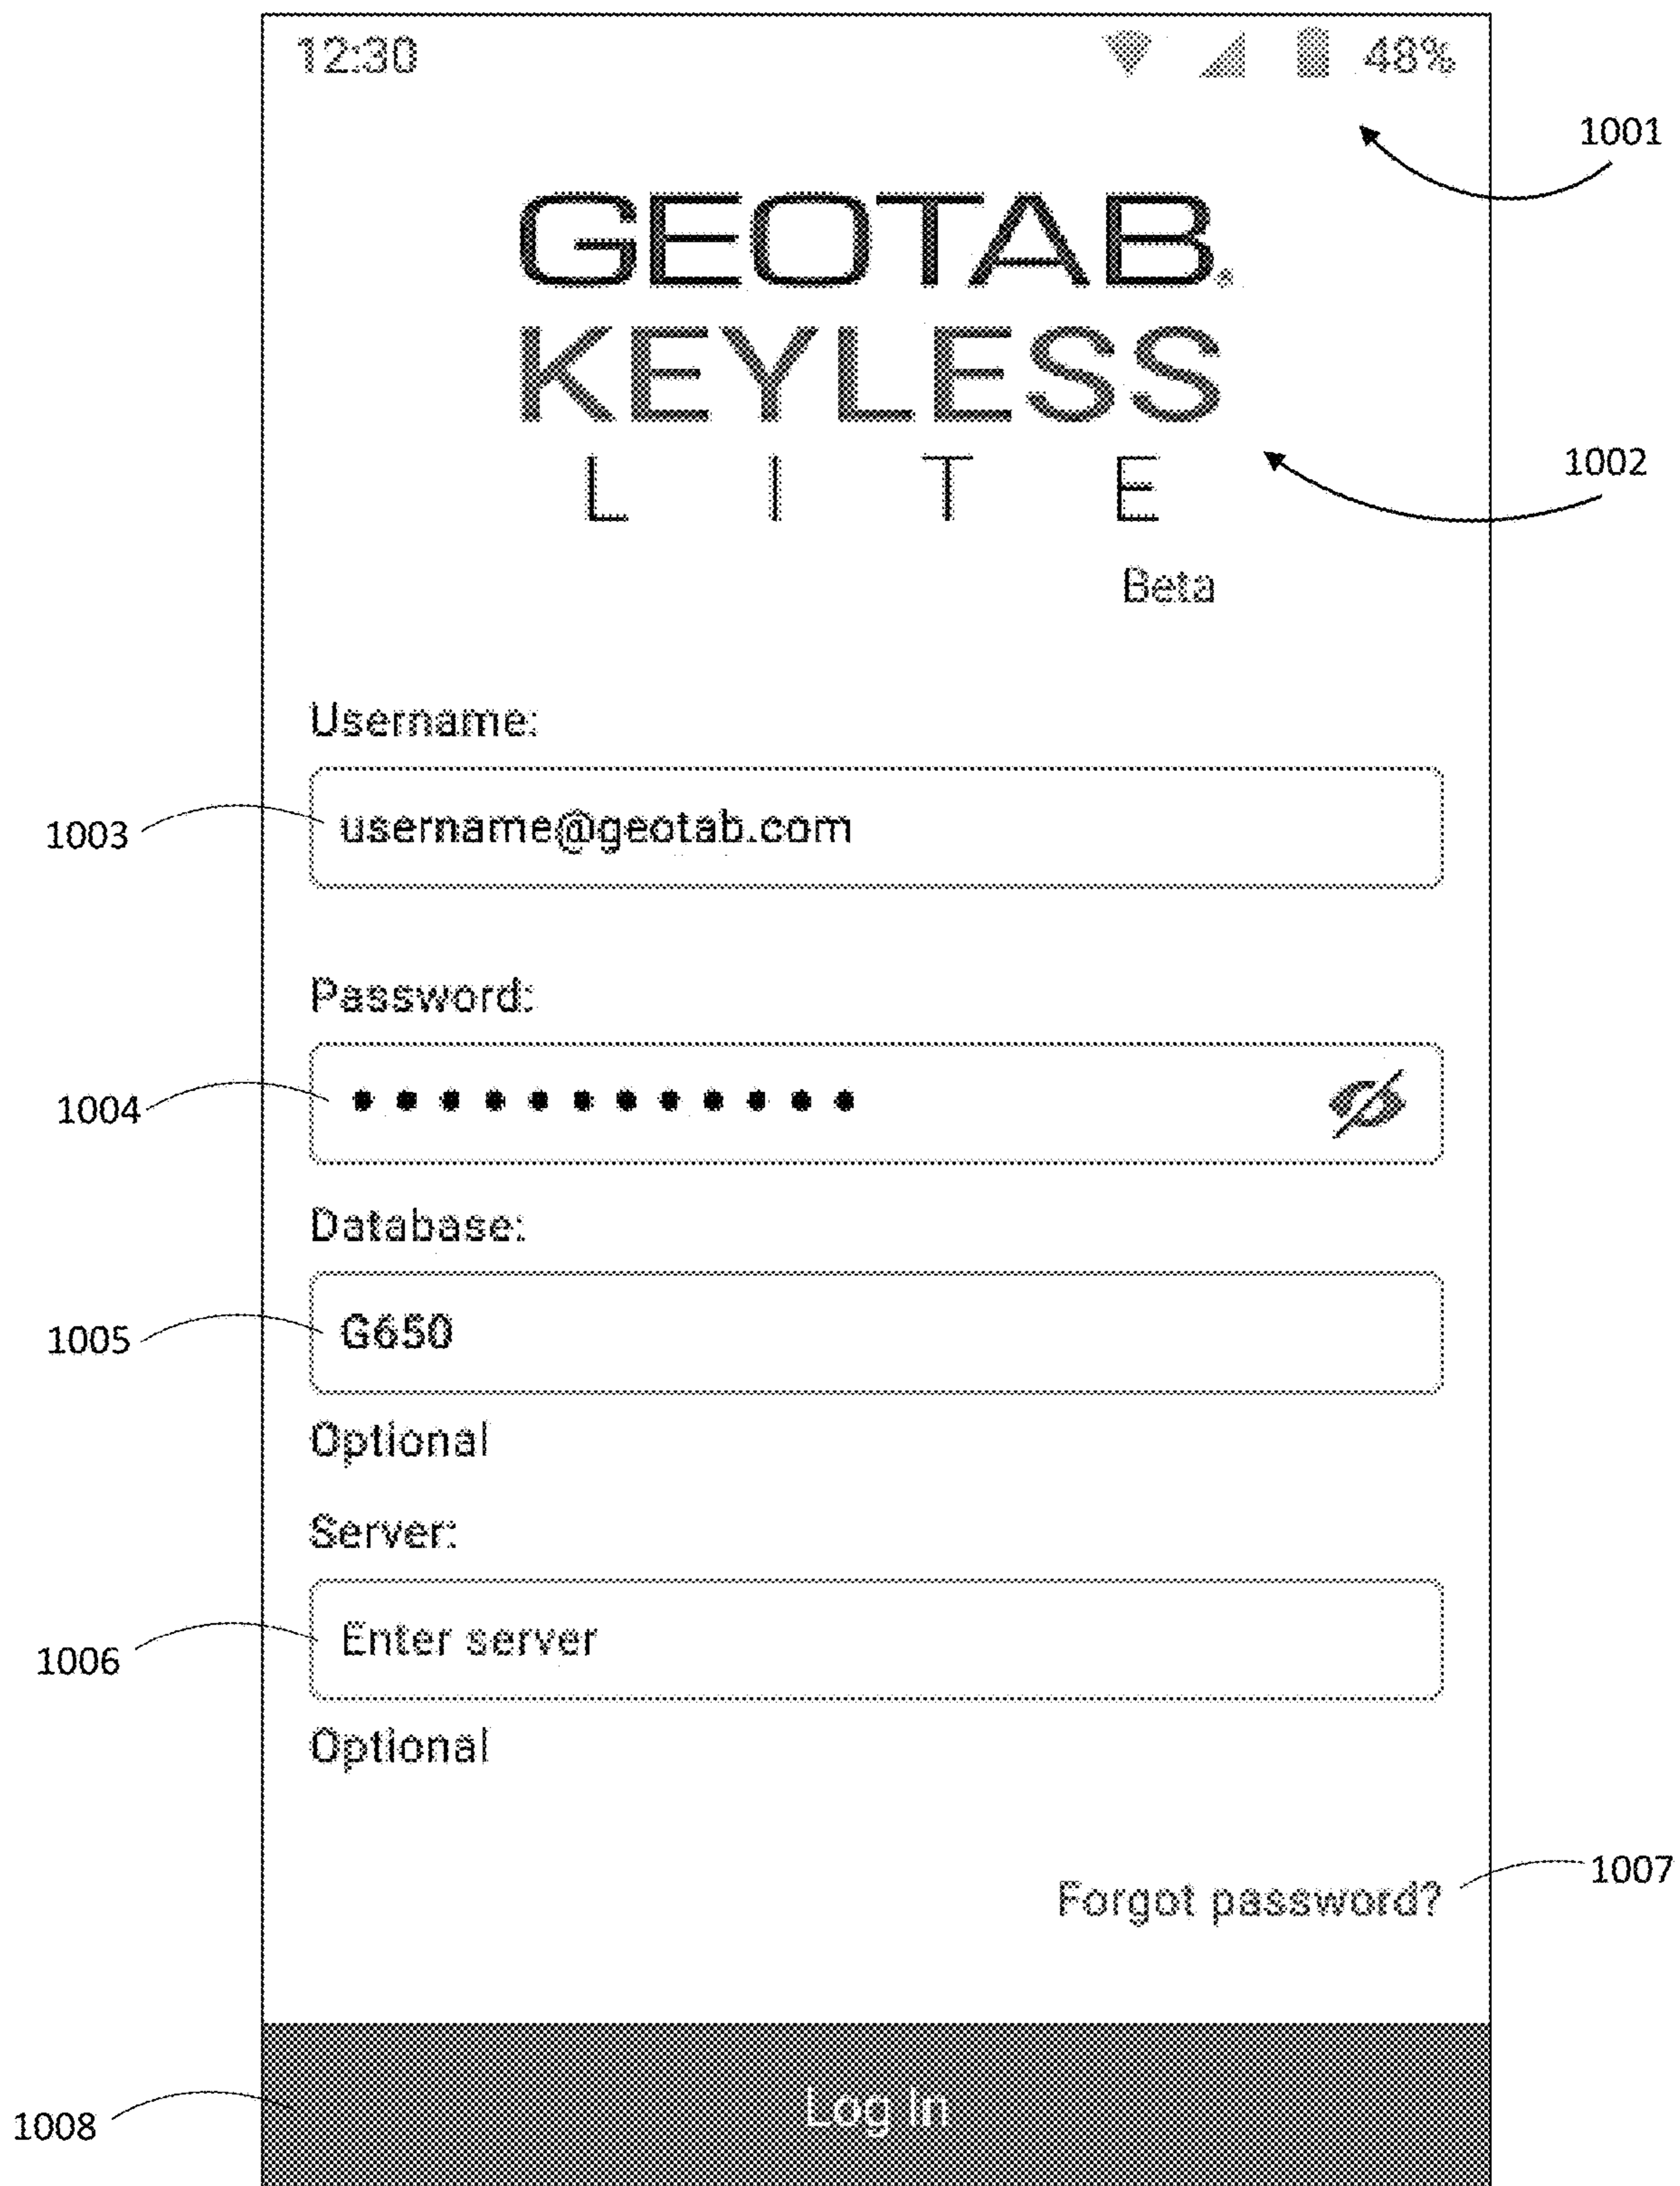 12:30 48%
1001
GEOTAB®
KEYLESS
1002
LITE
Beta
Username:
1003
username@geotab.com
Password:
1004
Database:
1005
G650
Optional
Server:
1006
Enter server
Optional
1007
Forgot password?
1008
Log In